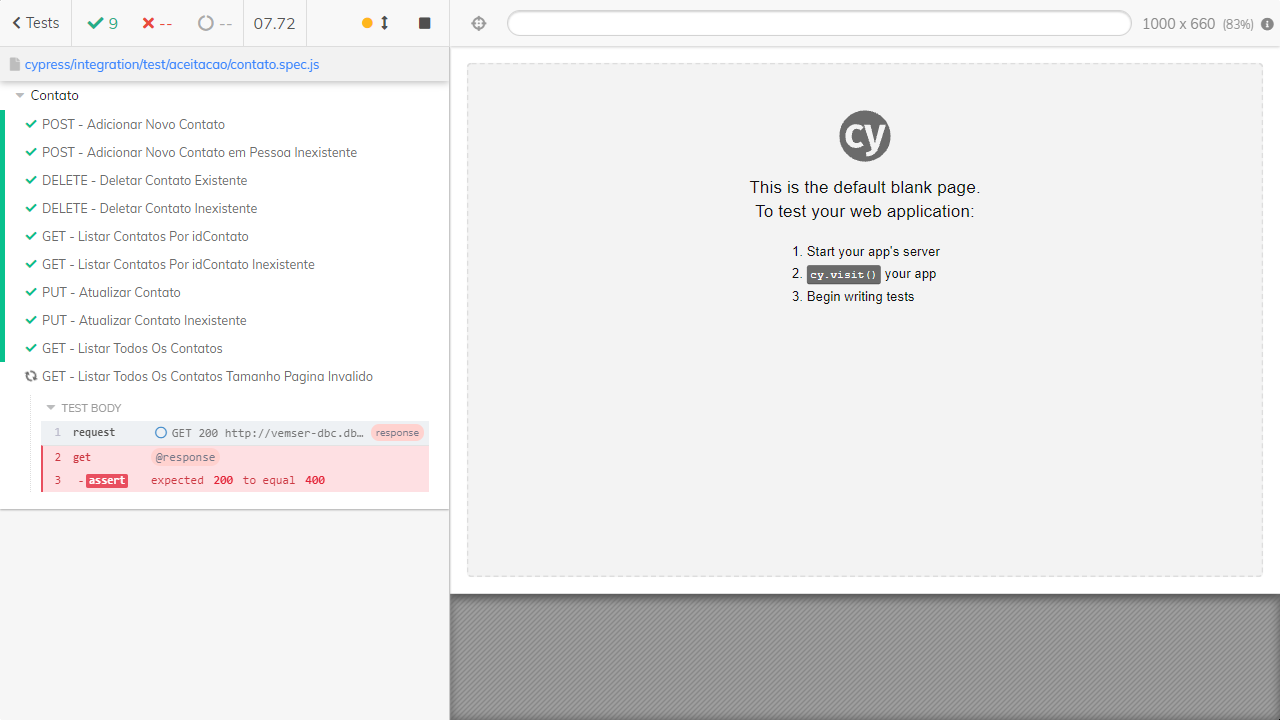 Tests 9 -- -- 07.72 1000 x 660 (83%)
cypress/integration/test/aceitacao/contato.spec.js
Contato
POST - Adicionar Novo Contato
POST - Adicionar Novo Contato em Pessoa Inexistente
DELETE - Deletar Contato Existente
DELETE - Deletar Contato Inexistente
GET - Listar Contatos Por idContato
GET - Listar Contatos Por idContato Inexistente
PUT - Atualizar Contato
PUT - Atualizar Contato Inexistente
GET - Listar Todos Os Contatos
GET - Listar Todos Os Contatos Tamanho Pagina Invalido
TEST BODY
1 request GET 200 http://vemser-dbc.db… response
2 get @response
3 -assert expected 200 to equal 400
cy
This is the default blank page.
To test your web application:
1. Start your app's server
2. cy.visit() your app
3. Begin writing tests